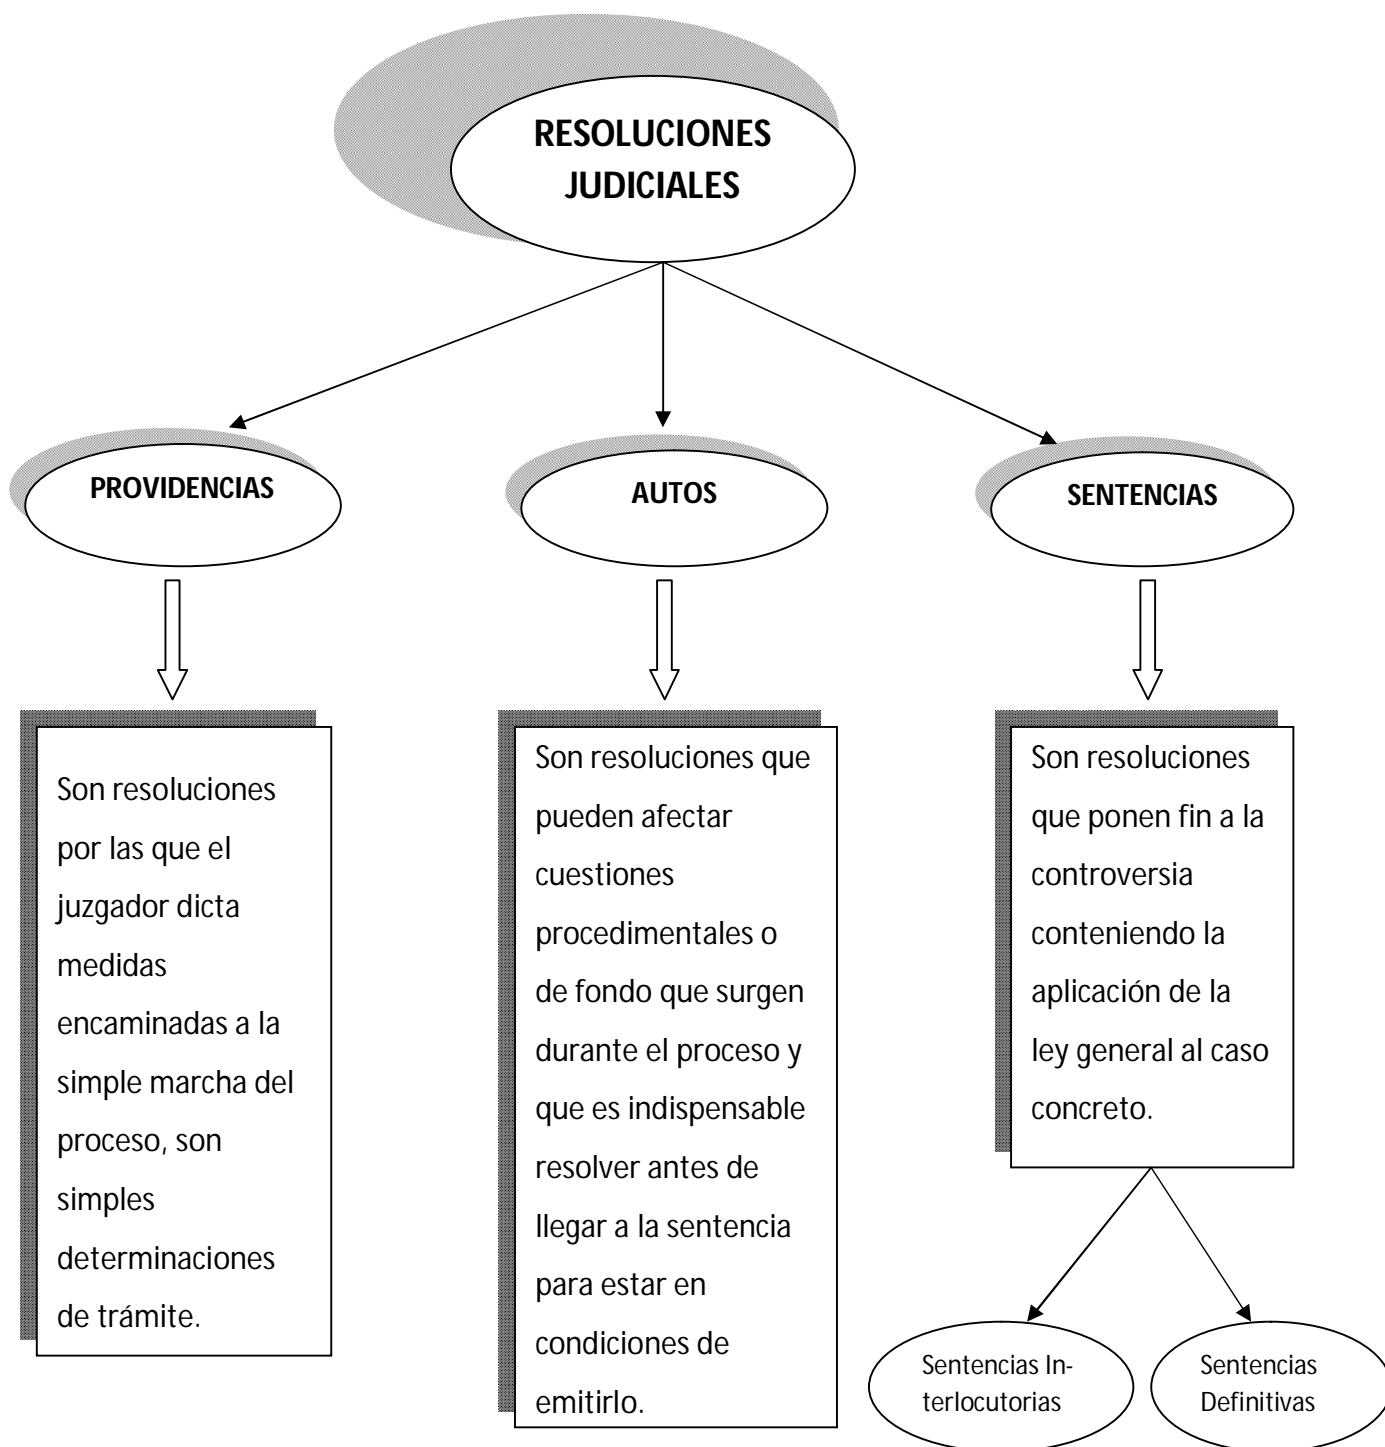 RESOLUCIONES
JUDICIALES
PROVIDENCIAS
AUTOS
SENTENCIAS
Son resoluciones
por las que el
juzgador dicta
medidas
encaminadas a la
simple marcha del
proceso, son
simples
determinaciones
de trámite.
Son resoluciones que
pueden afectar
cuestiones
procedimentales o
de fondo que surgen
durante el proceso y
que es indispensable
resolver antes de
llegar a la sentencia
para estar en
condiciones de
emitirlo.
Son resoluciones
que ponen fin a la
controversia
conteniendo la
aplicación de la
ley general al caso
concreto.
Sentencias In-
terlocutorias
Sentencias
Definitivas